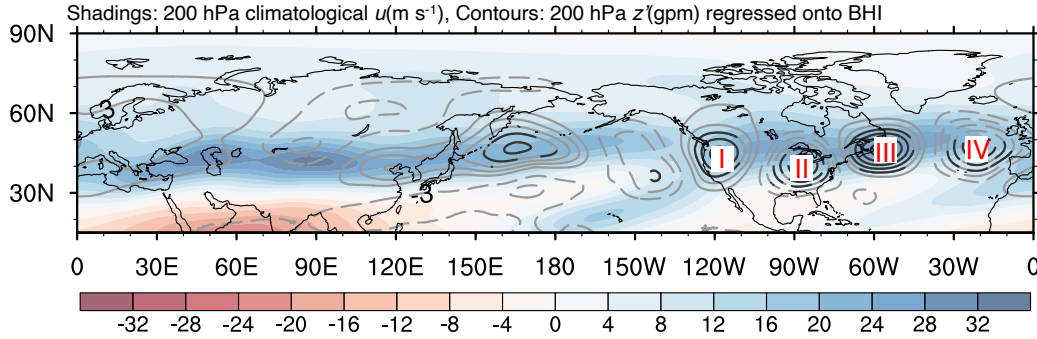 Shadings: 200 hPa climatological u(m s⁻¹), Contours: 200 hPa z'(gpm) regressed onto BHI
90N
60N
30N
-3
-3
I
II
III
IV
0 30E 60E 90E 120E 150E 180 150W 120W 90W 60W 30W 0
-32 -28 -24 -20 -16 -12 -8 -4 0 4 8 12 16 20 24 28 32